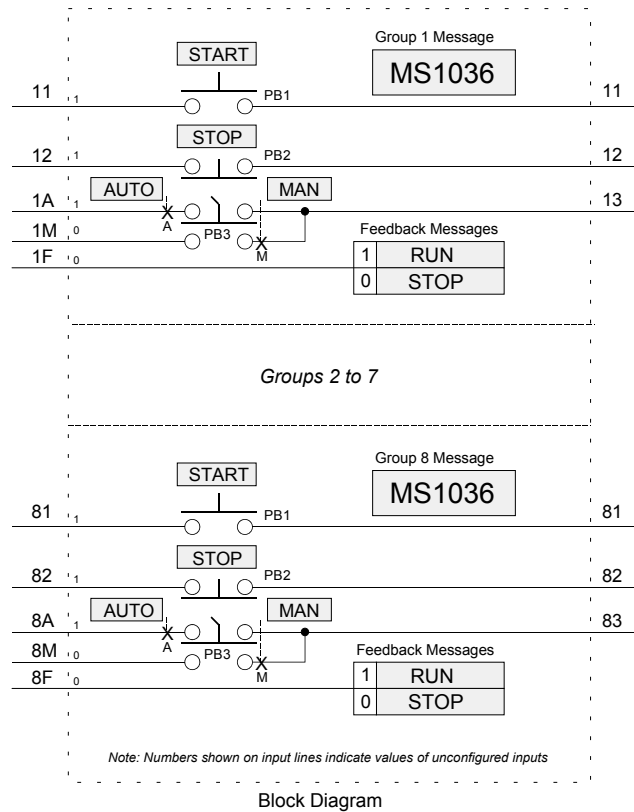 Group 1 Message
START
MS1036
11 1 PB1 11
STOP
12 1 PB2 12
AUTO MAN
1A 1 13
A PB3 M
1M 0
Feedback Messages
1F 0
1 RUN
0 STOP
Groups 2 to 7
Group 8 Message
START
MS1036
81 1 PB1 81
STOP
82 1 PB2 82
AUTO MAN
8A 1 83
A PB3 M
8M 0
Feedback Messages
8F 0
1 RUN
0 STOP
Note: Numbers shown on input lines indicate values of unconfigured inputs
Block Diagram